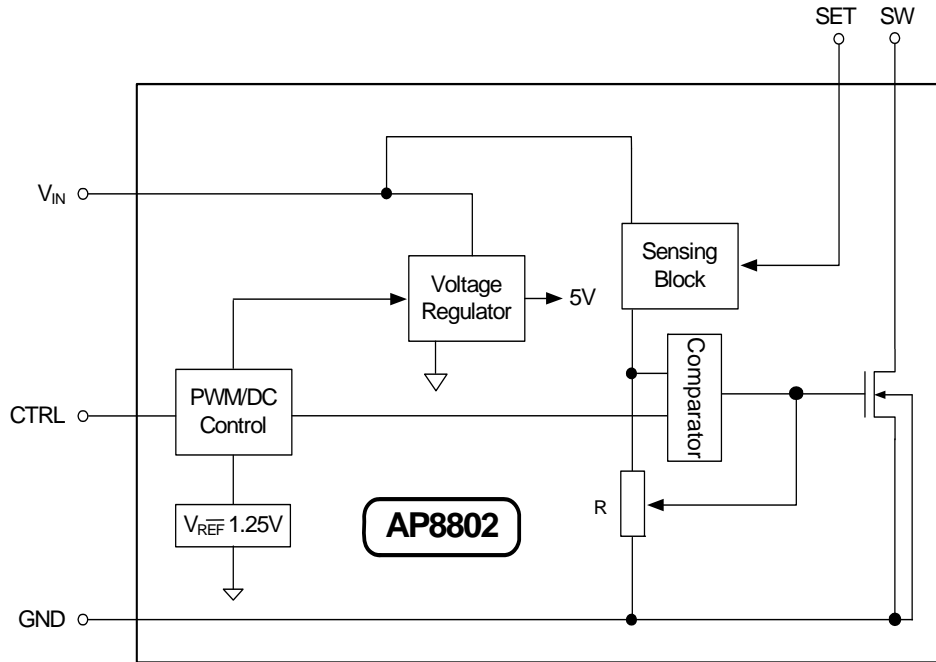 SET SW
VIN
Sensing
Block
Voltage
Regulator
5V
Comparator
PWM/DC
Control
CTRL
VREF= 1.25V
R
AP8802
GND